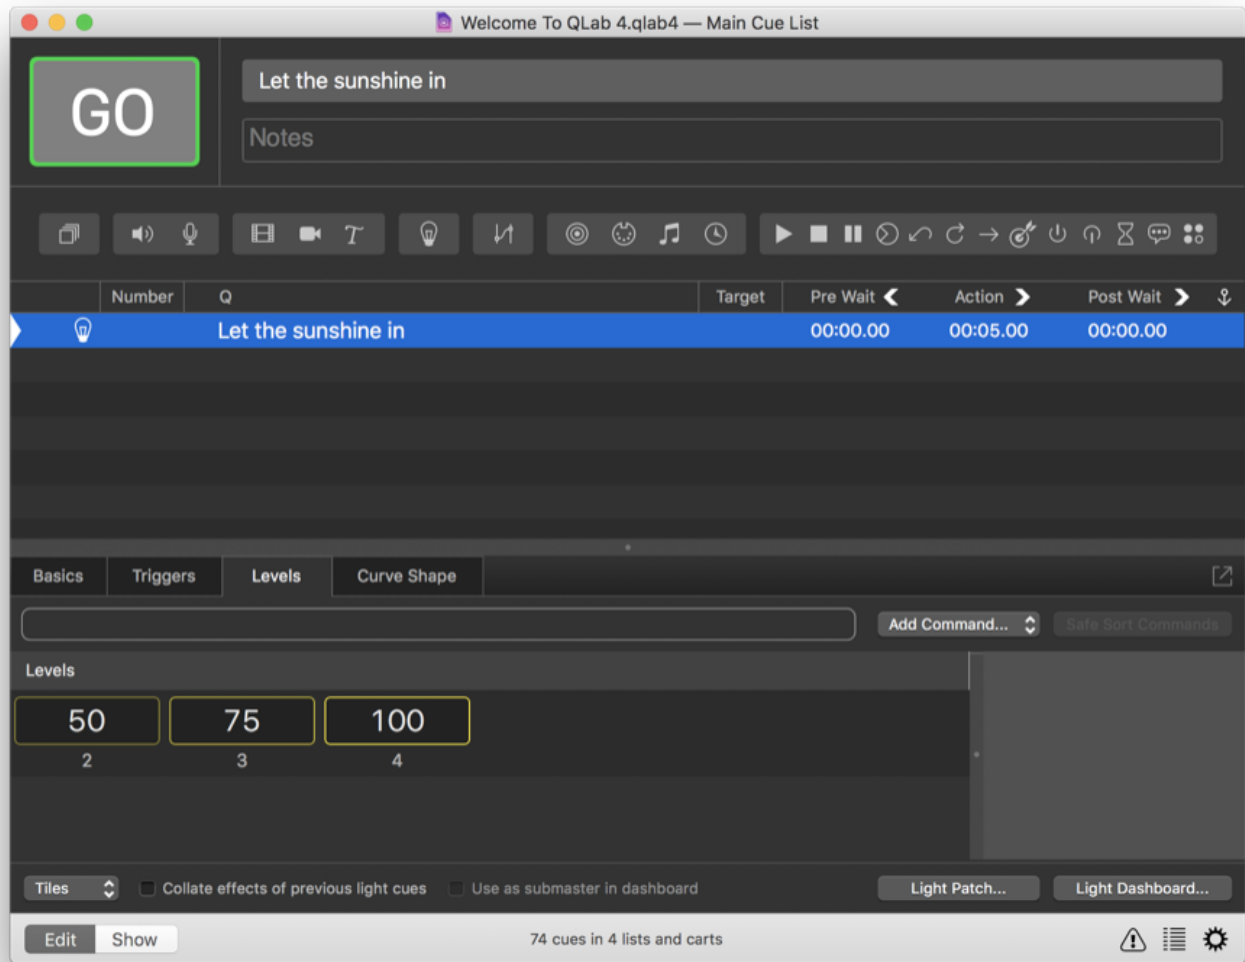 Welcome To QLab 4.qlab4 — Main Cue List
GO
Let the sunshine in
Notes
Number Q Target Pre Wait Action Post Wait
Let the sunshine in 00:00.00 00:05.00 00:00.00
Basics Triggers Levels Curve Shape
Add Command... Safe Sort Commands
Levels
50 75 100
2 3 4
Tiles Collate effects of previous light cues Use as submaster in dashboard Light Patch... Light Dashboard...
Edit Show 74 cues in 4 lists and carts